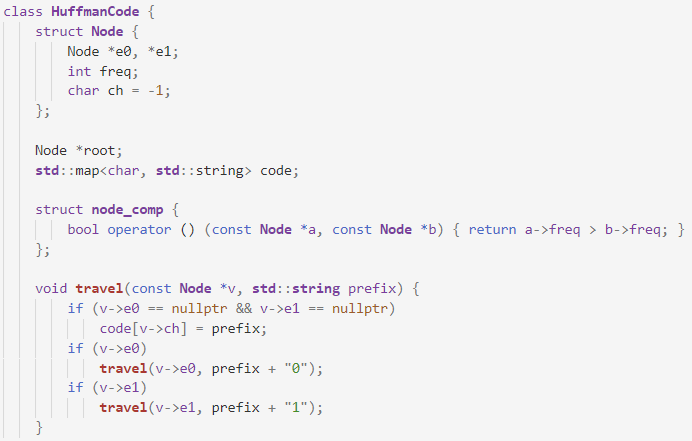 class HuffmanCode {
    struct Node {
        Node *e0, *e1;
        int freq;
        char ch = -1;
    };

    Node *root;
    std::map<char, std::string> code;

    struct node_comp {
        bool operator () (const Node *a, const Node *b) { return a->freq > b->freq; }
    };

    void travel(const Node *v, std::string prefix) {
        if (v->e0 == nullptr && v->e1 == nullptr)
            code[v->ch] = prefix;
        if (v->e0)
            travel(v->e0, prefix + "0");
        if (v->e1)
            travel(v->e1, prefix + "1");
    }